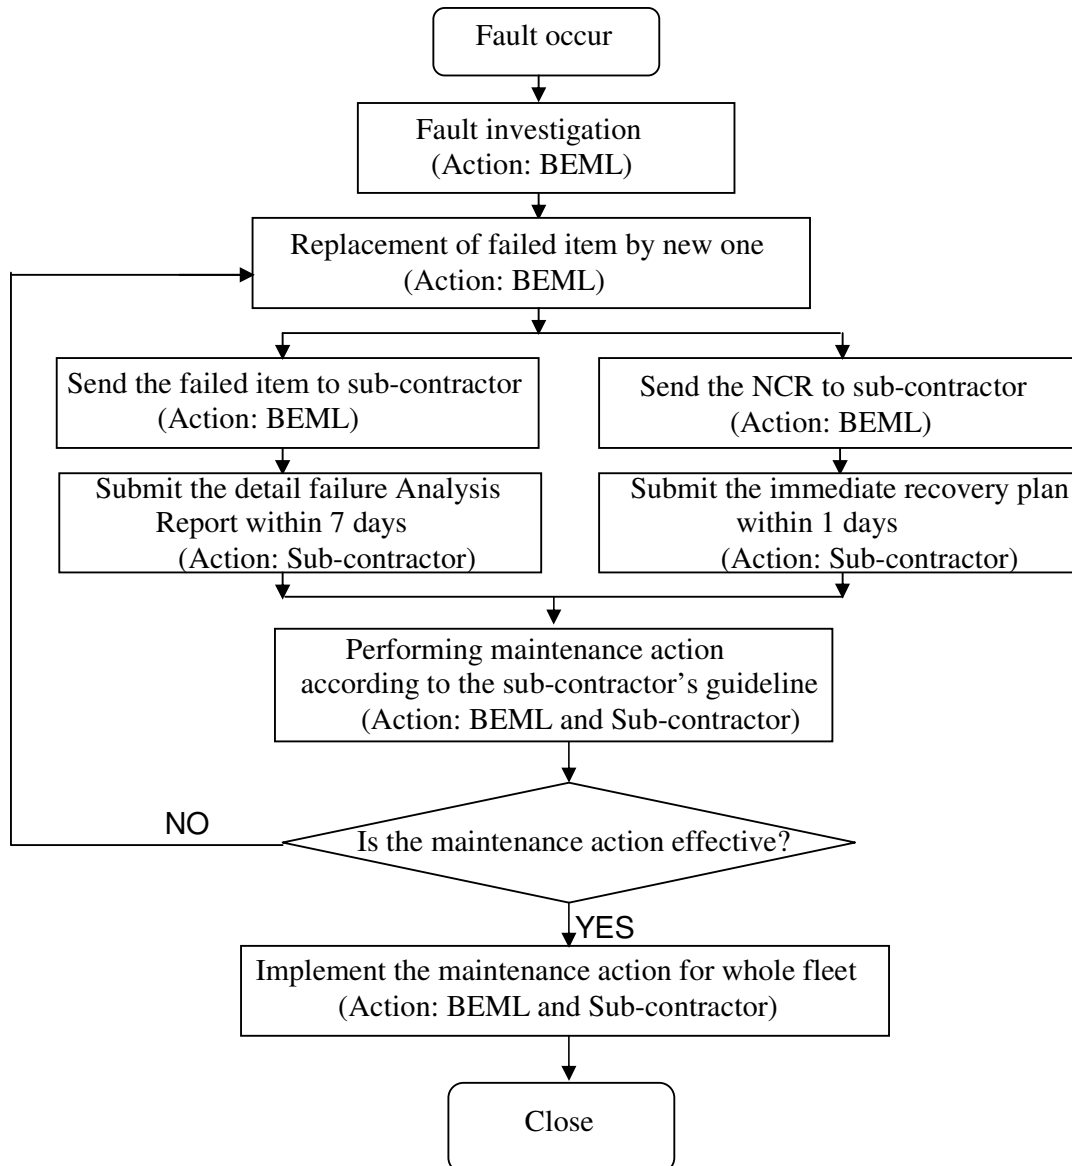 Fault occur
Fault investigation
(Action: BEML)
Replacement of failed item by new one
(Action: BEML)
Send the failed item to sub-contractor
(Action: BEML)
Send the NCR to sub-contractor
(Action: BEML)
Submit the detail failure Analysis
Report within 7 days
(Action: Sub-contractor)
Submit the immediate recovery plan
within 1 days
(Action: Sub-contractor)
Performing maintenance action
according to the sub-contractor's guideline
(Action: BEML and Sub-contractor)
NO
Is the maintenance action effective?
YES
Implement the maintenance action for whole fleet
(Action: BEML and Sub-contractor)
Close